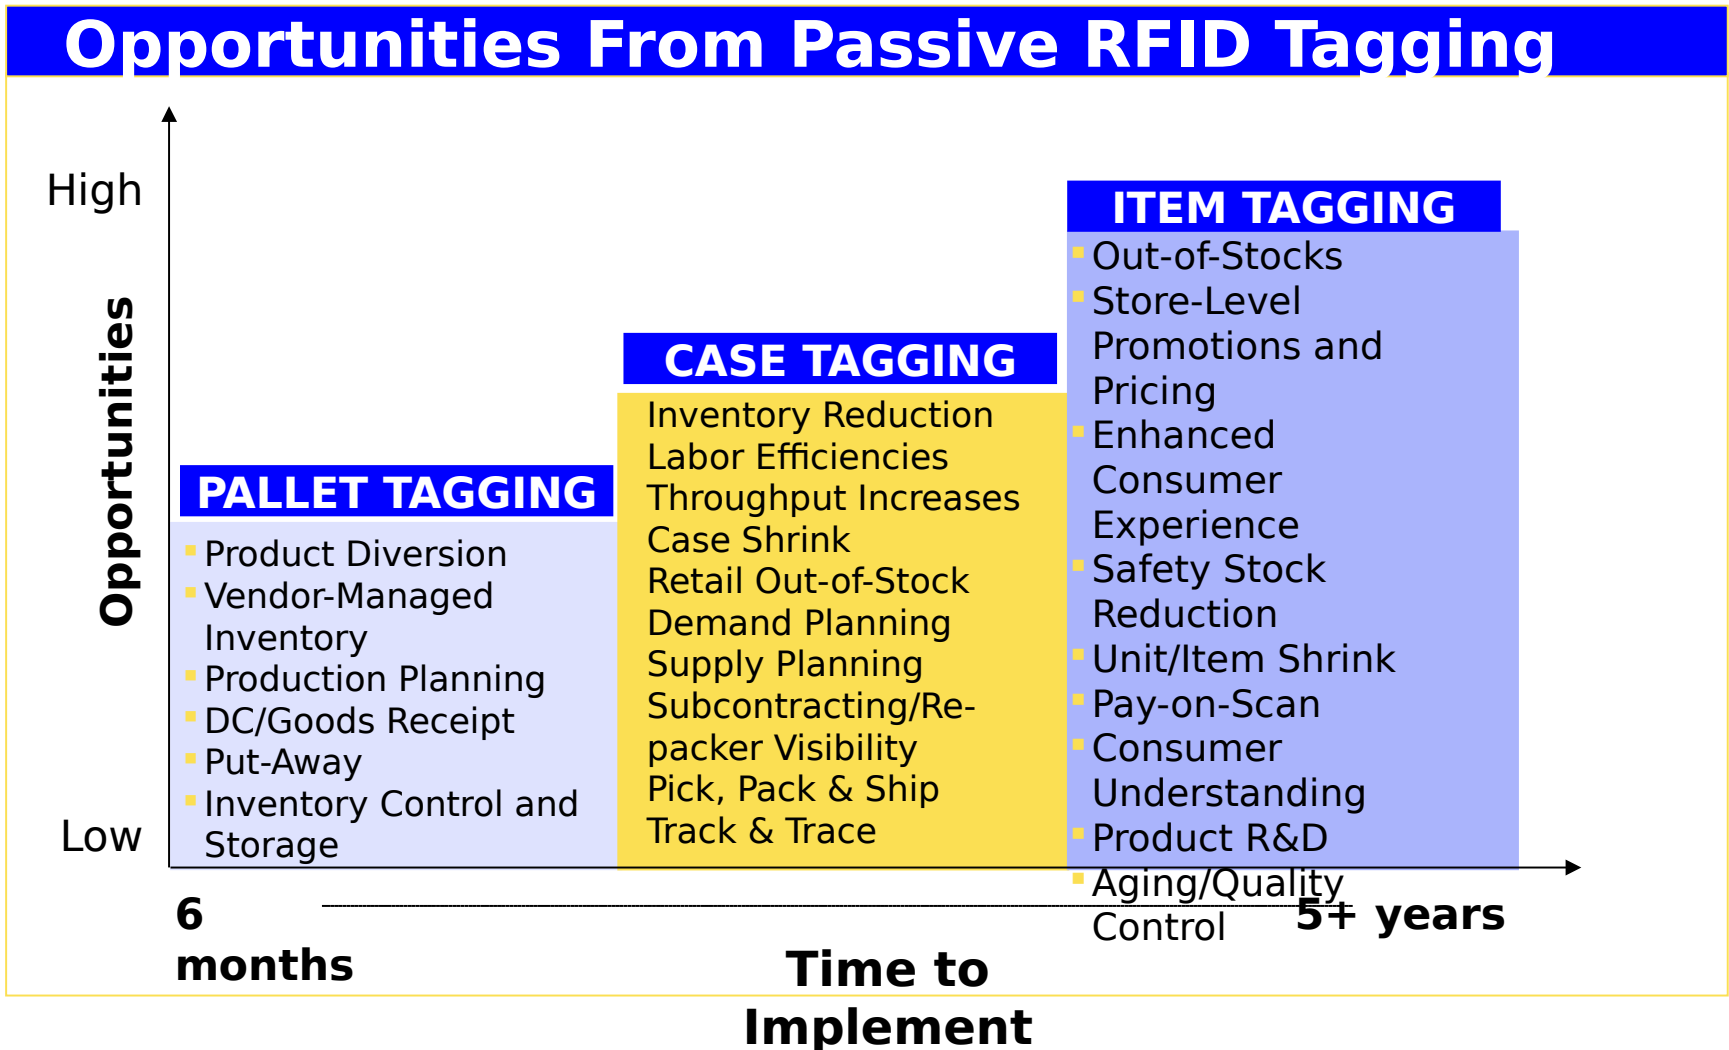 Opportunities From Passive RFID Tagging
High
Opportunities
Low
PALLET TAGGING
Product Diversion
Vendor-Managed
Inventory
Production Planning
DC/Goods Receipt
Put-Away
Inventory Control and
Storage
CASE TAGGING
Inventory Reduction
Labor Efficiencies
Throughput Increases
Case Shrink
Retail Out-of-Stock
Demand Planning
Supply Planning
Subcontracting/Re-
packer Visibility
Pick, Pack & Ship
Track & Trace
ITEM TAGGING
Out-of-Stocks
Store-Level
Promotions and
Pricing
Enhanced
Consumer
Experience
Safety Stock
Reduction
Unit/Item Shrink
Pay-on-Scan
Consumer
Understanding
Product R&D
Aging/Quality
Control
6
months
5+ years
Time to
Implement